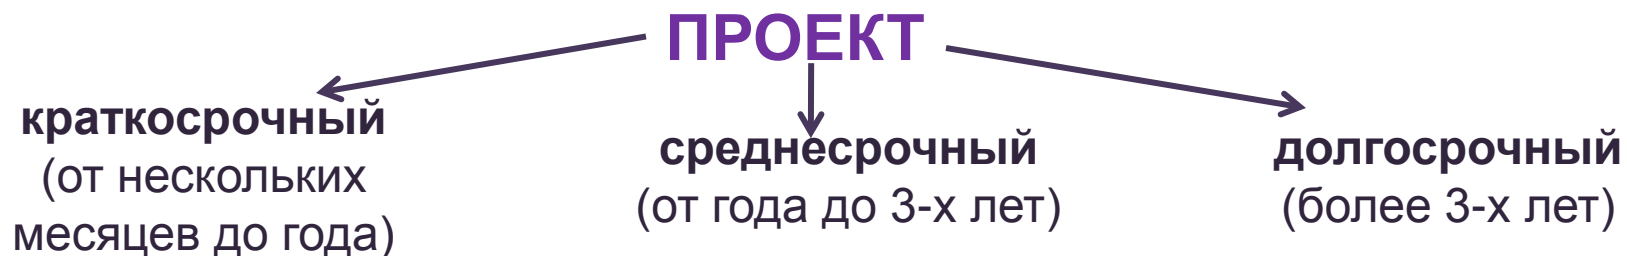 ПРОЕКТ
краткосрочный
(от нескольких
месяцев до года)
среднесрочный
(от года до 3-х лет)
долгосрочный
(более 3-х лет)